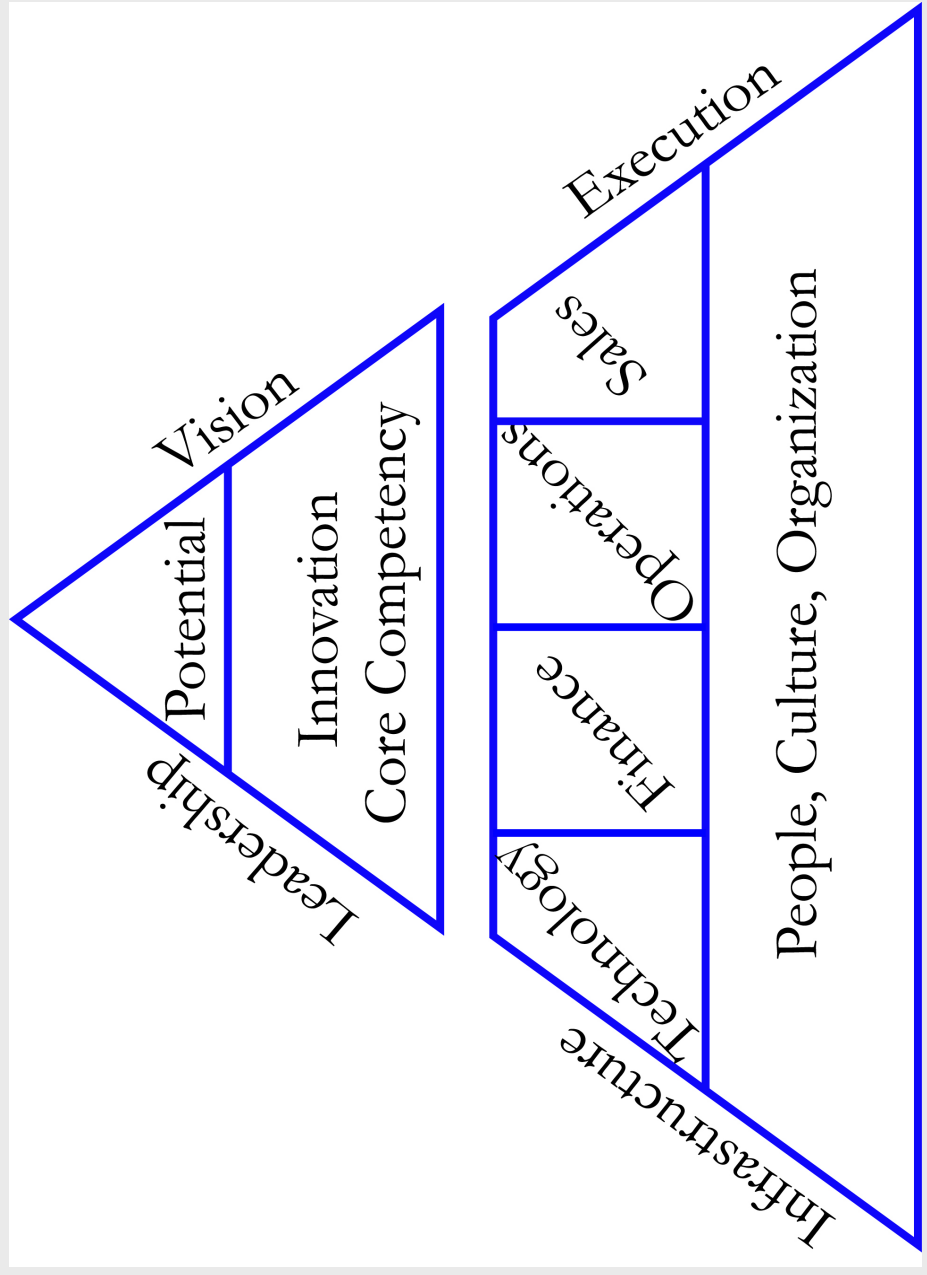 Leadership
Vision
Potential
Innovation
Core Competency
Infrastructure
Execution
Technology
Finance
Operations
Sales
People, Culture, Organization